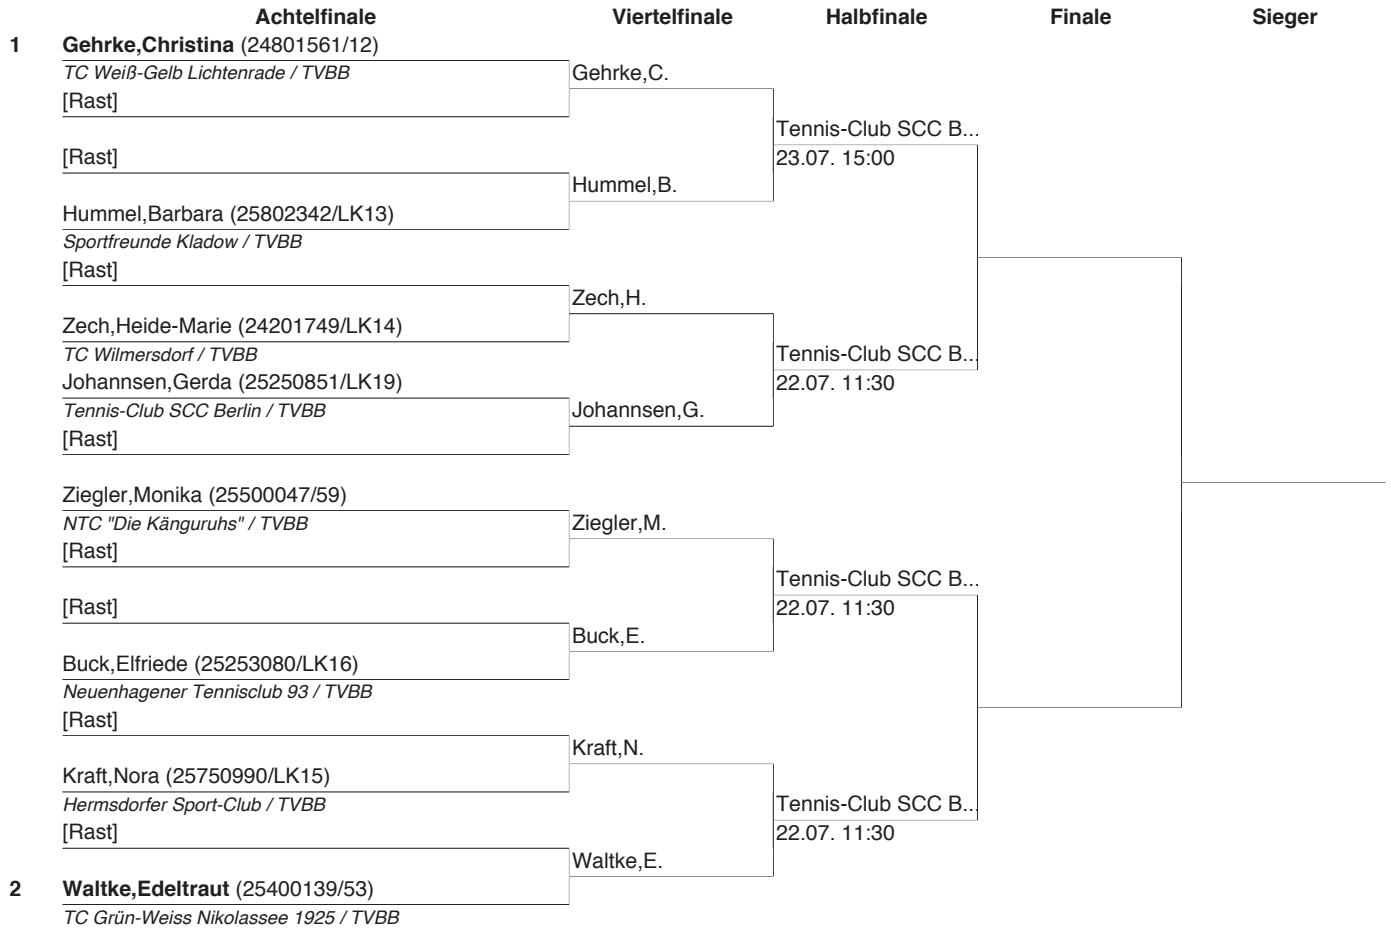 Achtelfinale Viertelfinale Halbfinale Finale Sieger
1 Gehrke,Christina (24801561/12)
TC Weiß-Gelb Lichtenrade / TVBB Gehrke,C.
[Rast]
Tennis-Club SCC B...
[Rast] 23.07. 15:00
Hummel,B.
Hummel,Barbara (25802342/LK13)
Sportfreunde Kladow / TVBB
[Rast]
Zech,H.
Zech,Heide-Marie (24201749/LK14)
TC Wilmersdorf / TVBB Tennis-Club SCC B...
Johannsen,Gerda (25250851/LK19) 22.07. 11:30
Tennis-Club SCC Berlin / TVBB Johannsen,G.
[Rast]
Ziegler,Monika (25500047/59)
NTC "Die Känguruhs" / TVBB Ziegler,M.
[Rast]
Tennis-Club SCC B...
[Rast] 22.07. 11:30
Buck,E.
Buck,Elfriede (25253080/LK16)
Neuenhagener Tennisclub 93 / TVBB
[Rast]
Kraft,N.
Kraft,Nora (25750990/LK15)
Hermsdorfer Sport-Club / TVBB Tennis-Club SCC B...
[Rast] 22.07. 11:30
Waltke,E.
2 Waltke,Edeltraut (25400139/53)
TC Grün-Weiss Nikolassee 1925 / TVBB